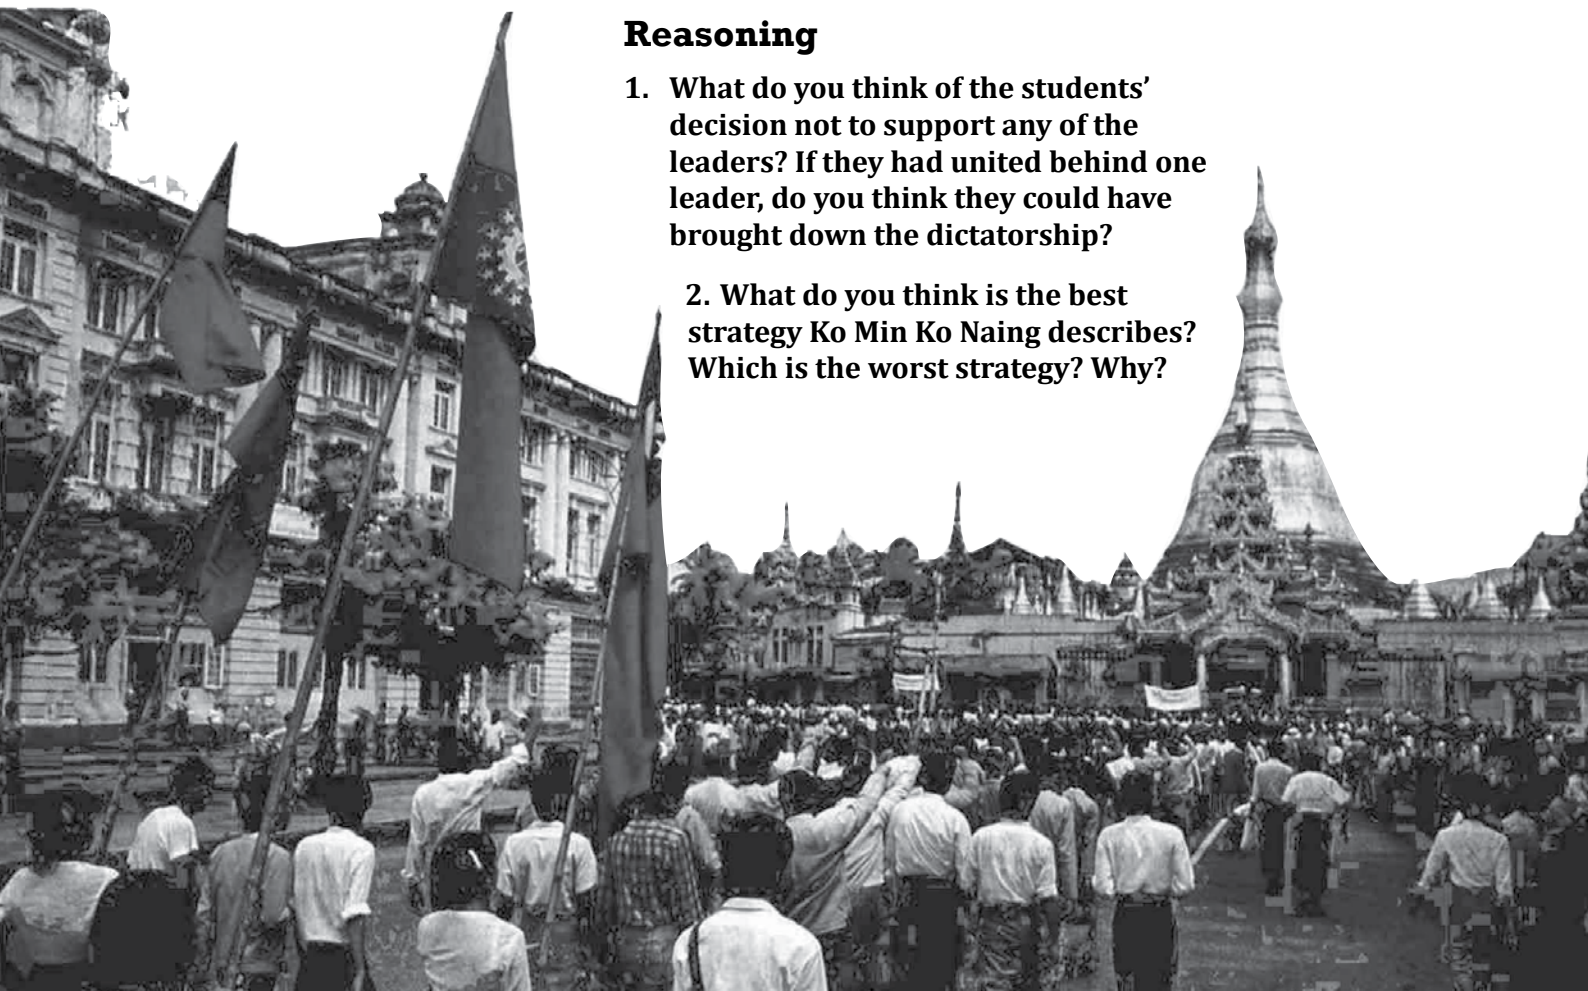 Reasoning
1. What do you think of the students’
decision not to support any of the
leaders? If they had united behind one
leader, do you think they could have
brought down the dictatorship?
2. What do you think is the best
strategy Ko Min Ko Naing describes?
Which is the worst strategy? Why?